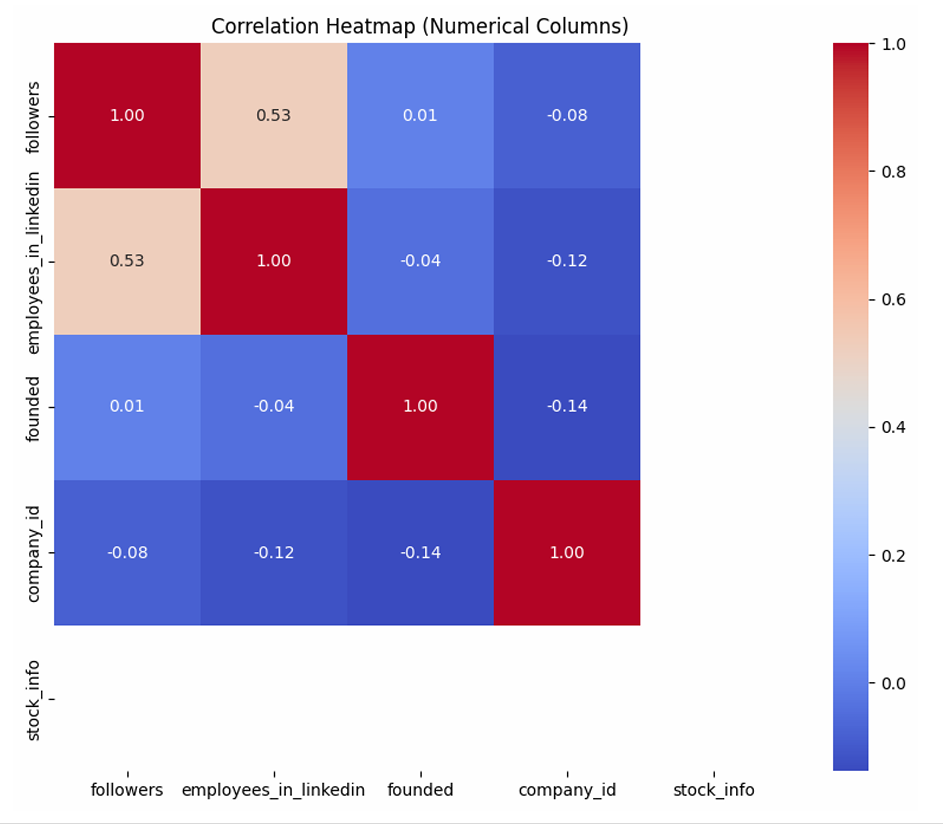 Correlation Heatmap (Numerical Columns)
followers
1.00
0.53
0.01
-0.08
employees_in_linkedin
0.53
1.00
-0.04
-0.12
founded
0.01
-0.04
1.00
-0.14
company_id
-0.08
-0.12
-0.14
1.00
stock_info
followers
employees_in_linkedin
founded
company_id
stock_info
1.0
0.8
0.6
0.4
0.2
0.0